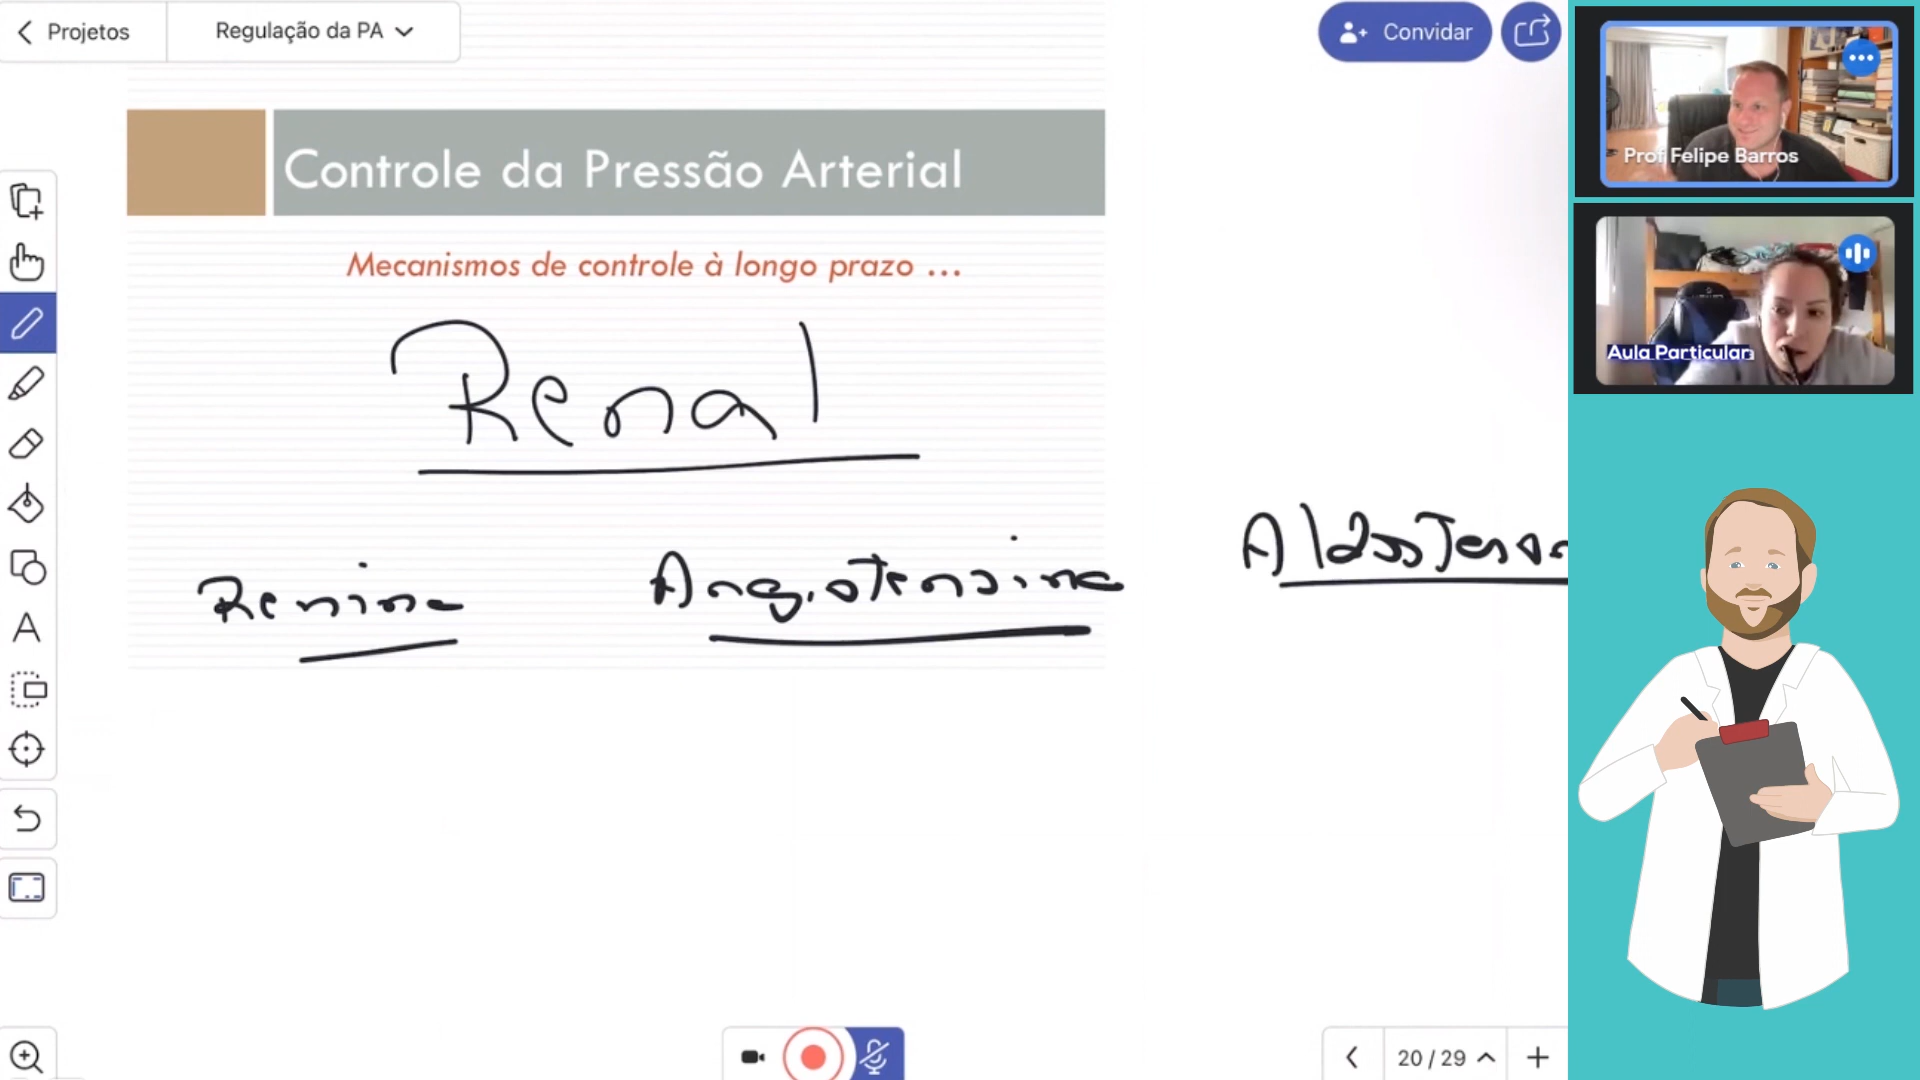 Projetos
Regulação da PA
Convidar
Controle da Pressão Arterial
Mecanismos de controle à longo prazo ...
Renal
Renina
Angiotensina
Aldosteron
Prof Felipe Barros
Aula Particular
A
20 / 29